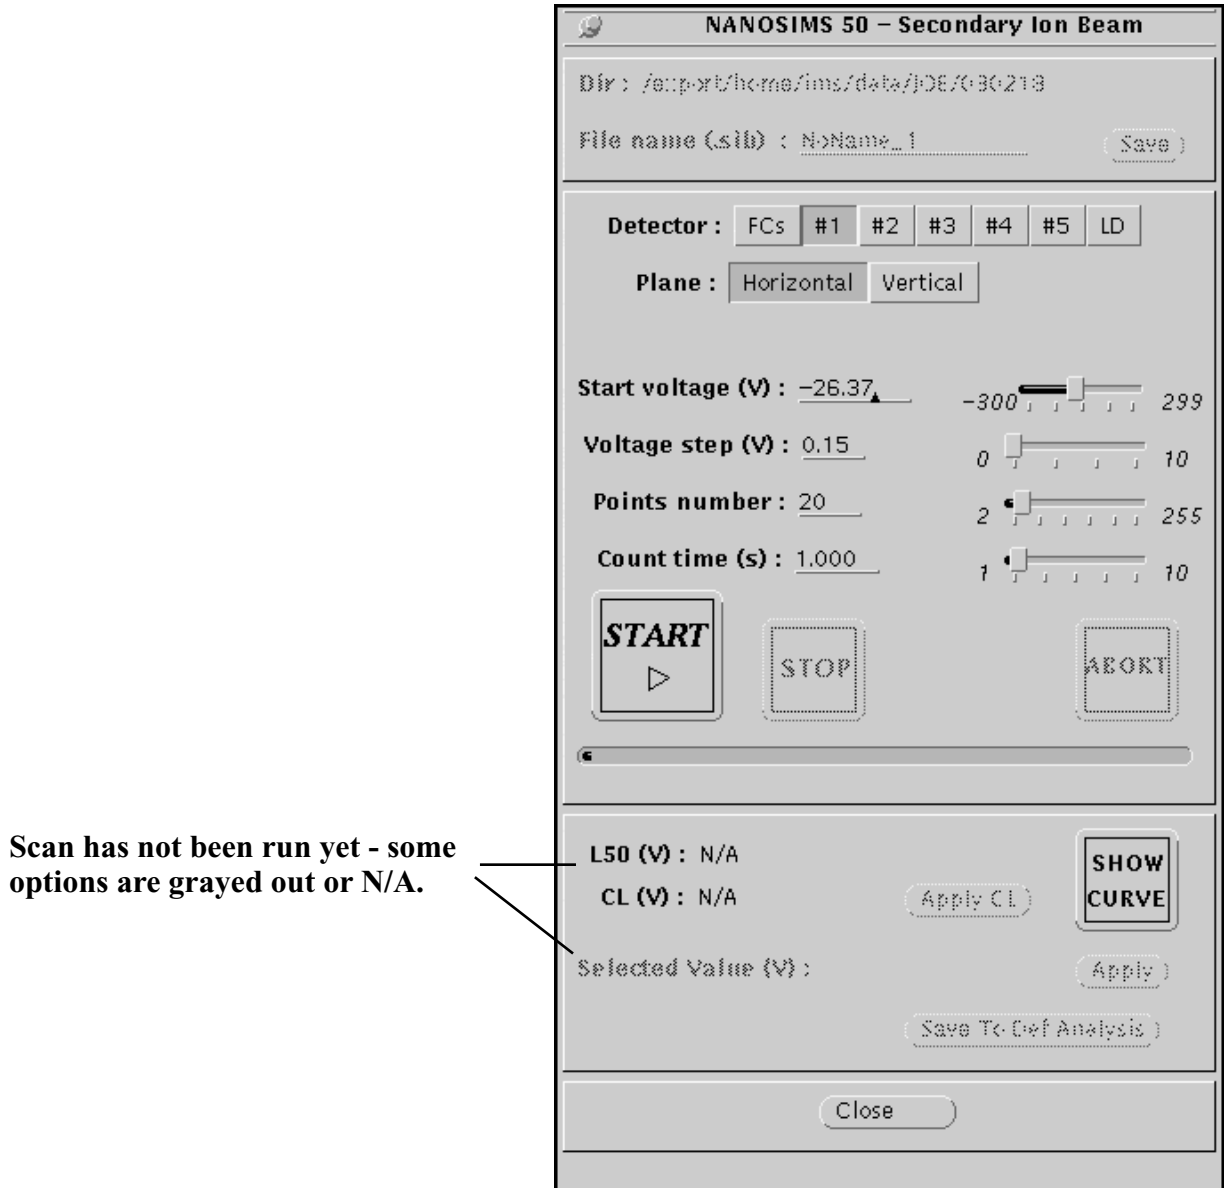 NANOSIMS 50 – Secondary Ion Beam
Dir : /export/home/ims/data/JOE/080218
File name (.sib) : NoName_1 Save
Detector : FCs #1 #2 #3 #4 #5 LD
Plane : Horizontal Vertical
Start voltage (V) : −26.37 −300 299
Voltage step (V) : 0.15 0 10
Points number : 20 2 255
Count time (s) : 1.000 1 10
START STOP ABORT
Scan has not been run yet - some
options are grayed out or N/A.
L50 (V) : N/A
CL (V) : N/A Apply CL
SHOW
CURVE
Selected Value (V) : Apply
Save To Def Analysis
Close